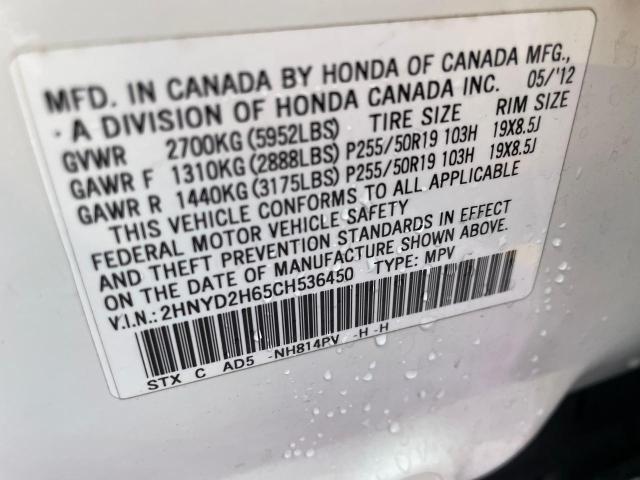 MFD. IN CANADA BY HONDA OF CANADA MFG.,
· A DIVISION OF HONDA CANADA INC. 05/'12
GVWR 2700KG (5952LBS) TIRE SIZE RIM SIZE
GAWR F 1310KG (2888LBS) P255/50R19 103H 19X8.5J
GAWR R 1440KG (3175LBS) P255/50R19 103H 19X8.5J
THIS VEHICLE CONFORMS TO ALL APPLICABLE
FEDERAL MOTOR VEHICLE SAFETY
AND THEFT PREVENTION STANDARDS IN EFFECT
ON THE DATE OF MANUFACTURE SHOWN ABOVE.
V.I.N.: 2HNYD2H65CH536450 TYPE: MPV
STX C AD5 -NH814PV -H -H